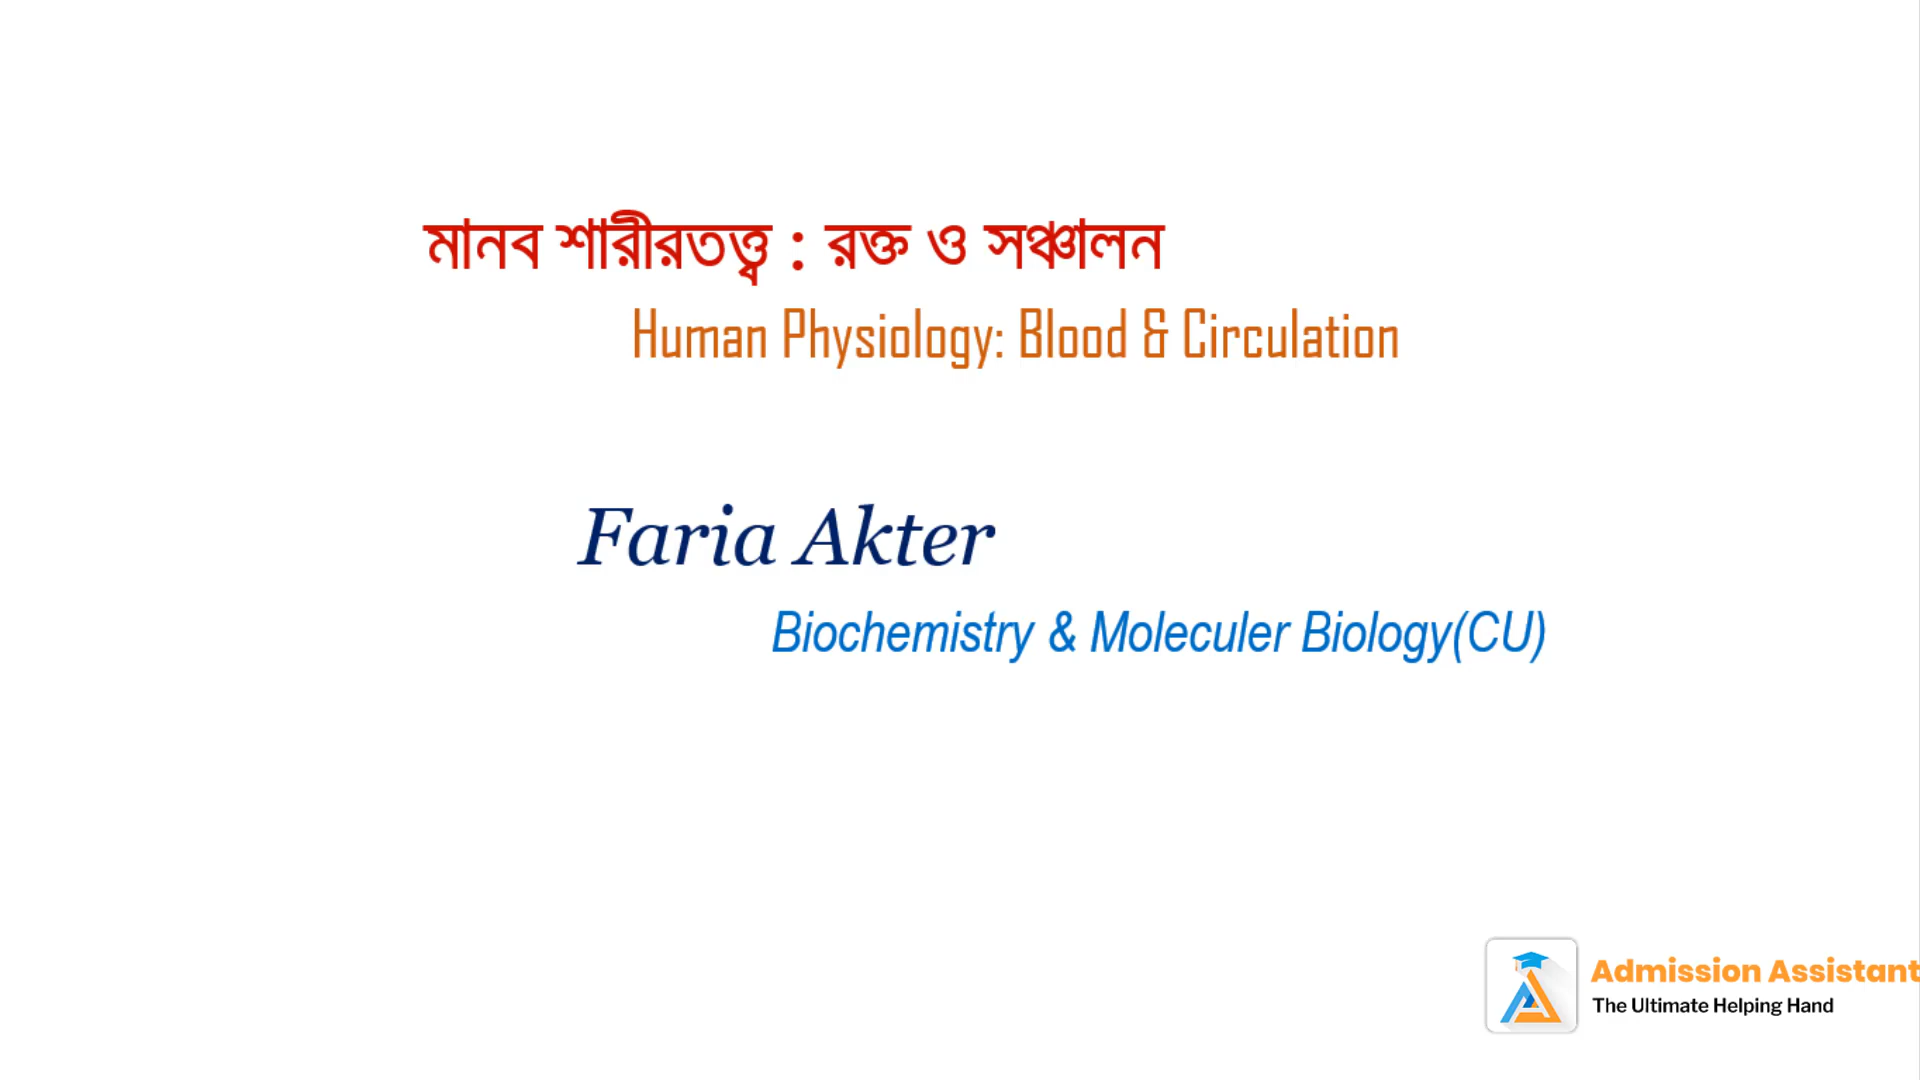 মানব শারীরতত্ত্ব : রক্ত ও সঞ্চালন
Human Physiology: Blood & Circulation
Faria Akter
Biochemistry & Moleculer Biology(CU)
Admission Assistant
The Ultimate Helping Hand